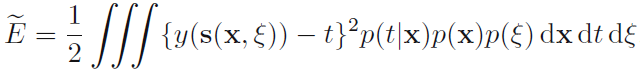 $$\widetilde{E} = \frac{1}{2} \iiint \{y(\mathbf{s}(\mathbf{x}, \xi)) - t\}^2 p(t|\mathbf{x}) p(\mathbf{x}) p(\xi) \, \mathrm{d}\mathbf{x} \, \mathrm{d}t \, \mathrm{d}\xi$$